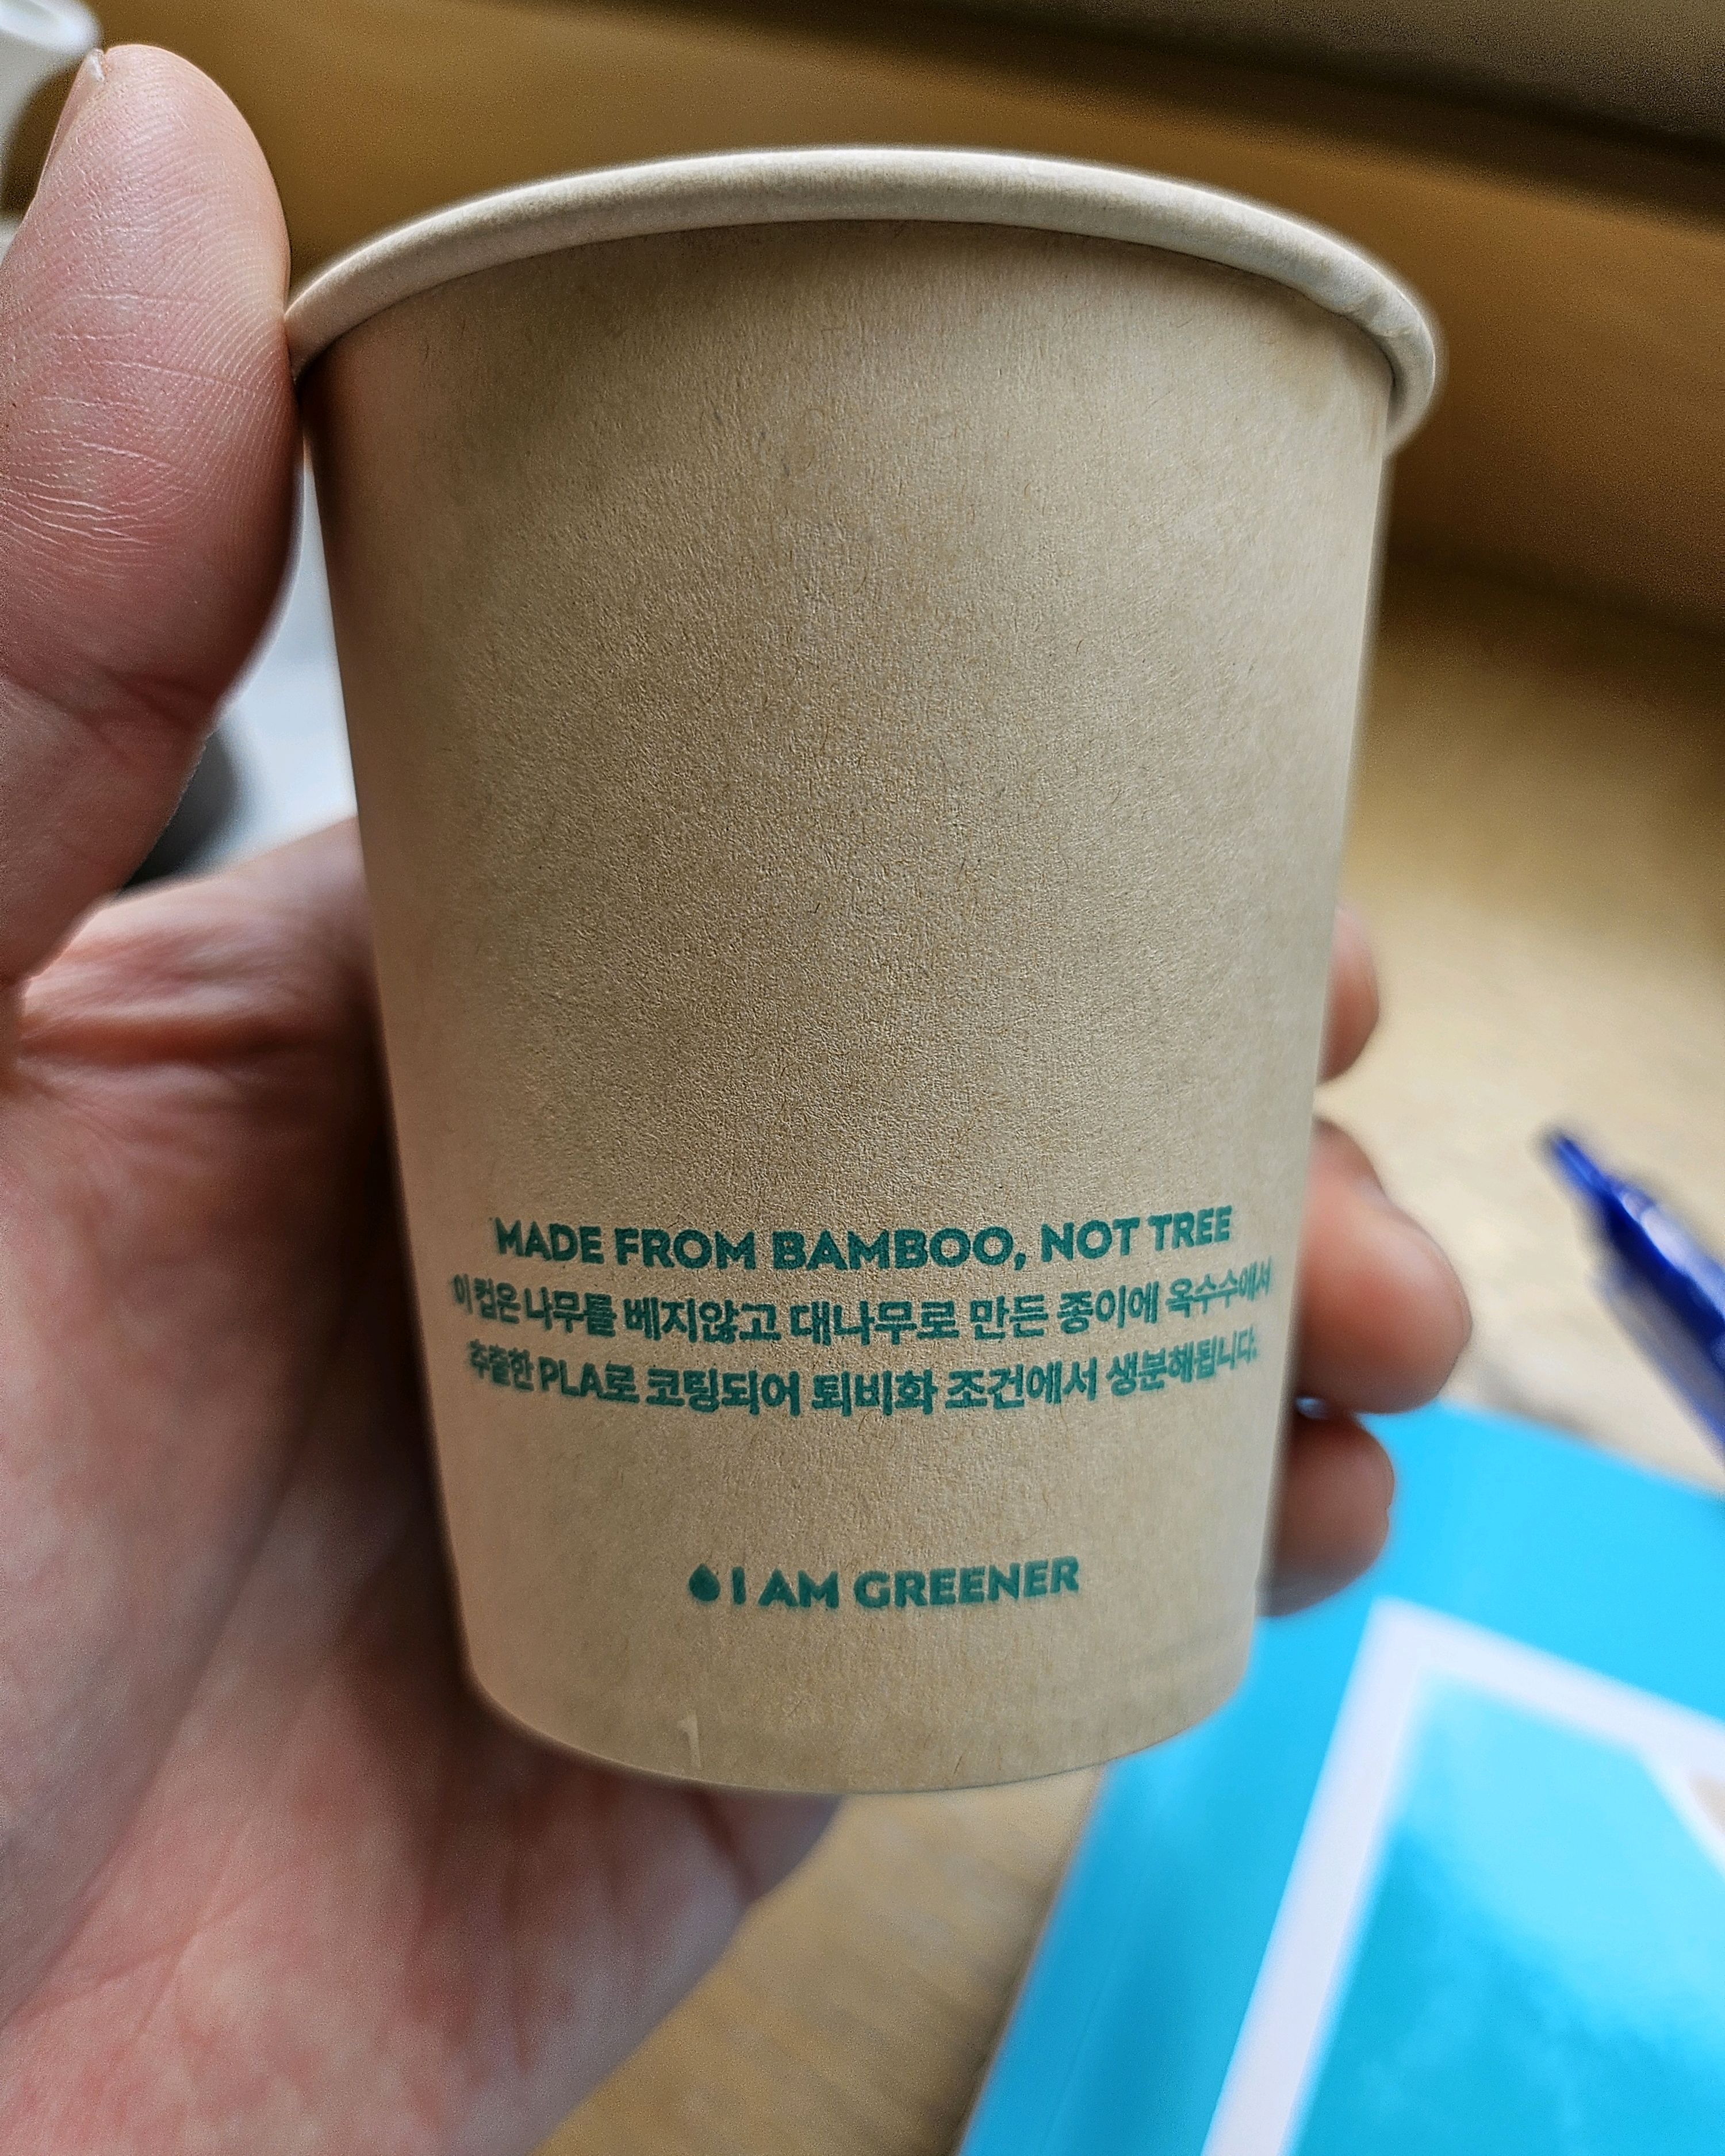 MADE FROM BAMBOO, NOT TREE
이 컵은 나무를 베지않고 대나무로 만든 종이에 옥수수에서
추출한 PLA로 코팅되어 퇴비화 조건에서 생분해됩니다.
I AM GREENER
1